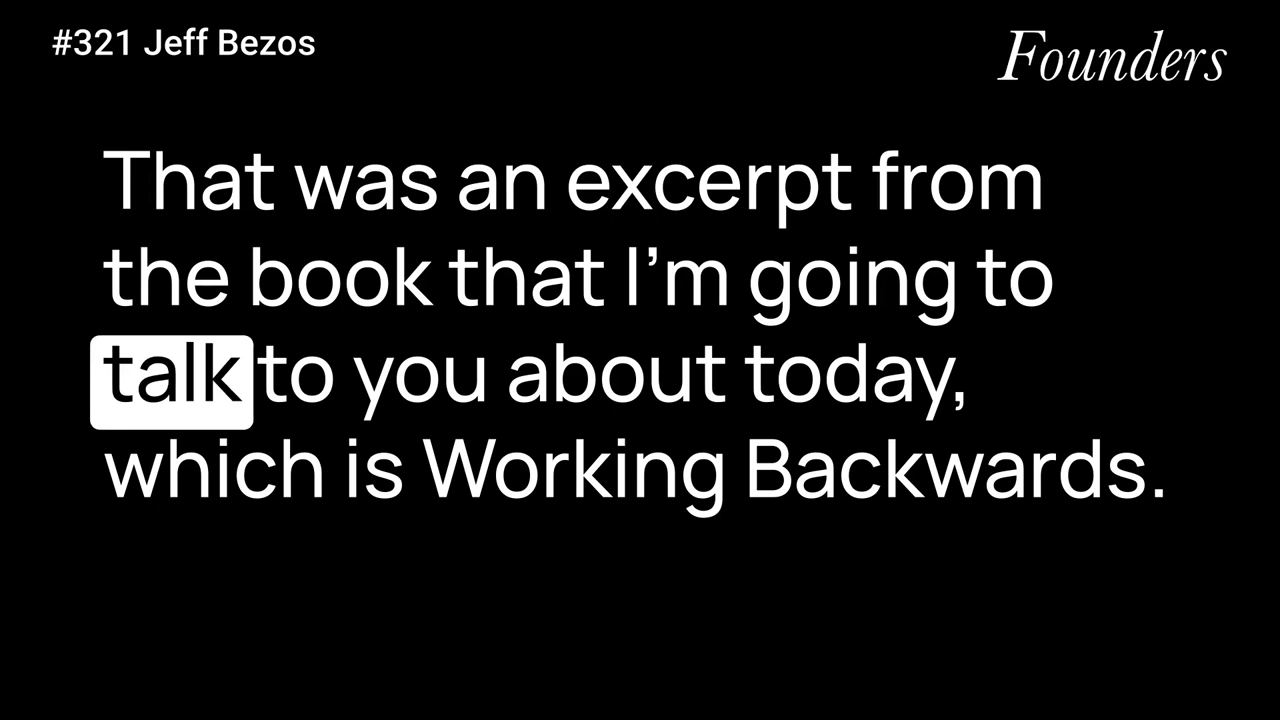 #321 Jeff Bezos
Founders
That was an excerpt from
the book that I’m going to
talk to you about today,
which is Working Backwards.